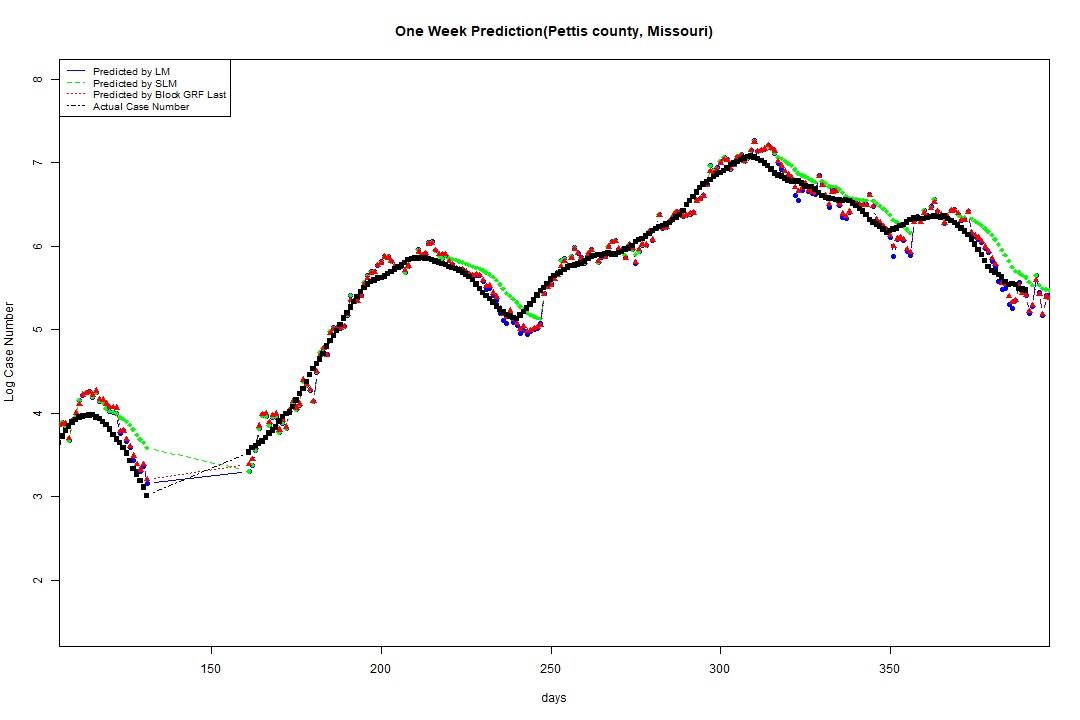 One Week Prediction(Pettis county, Missouri)
Predicted by LM
Predicted by SLM
Predicted by Block GRF Last
Actual Case Number
8
7
6
5
4
3
2
Log Case Number
150 200 250 300 350
days